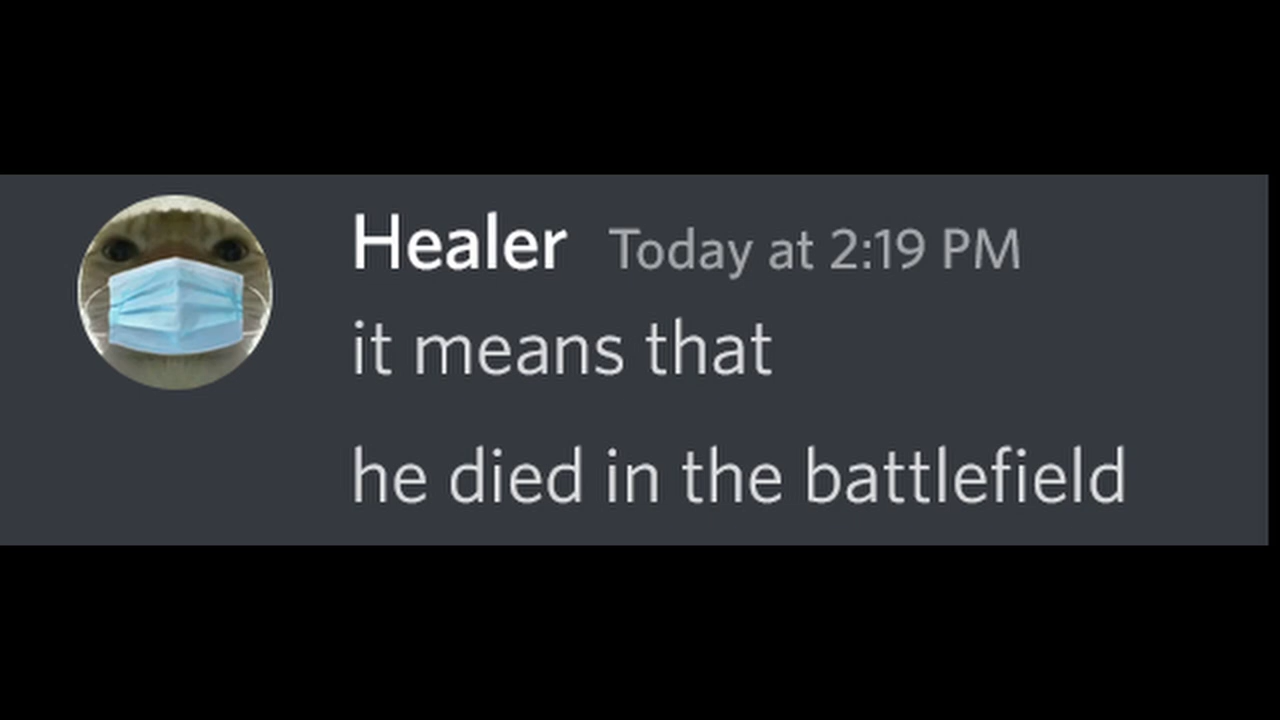 Healer Today at 2:19 PM
it means that
he died in the battlefield